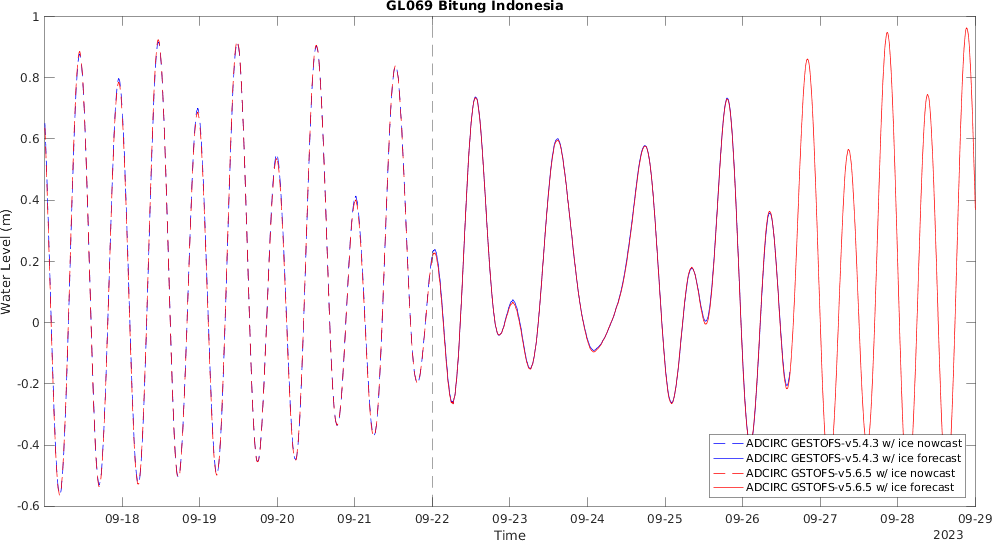 GL069 Bitung Indonesia
1
0.8
0.6
0.4
0.2
0
-0.2
-0.4
-0.6
Water Level (m)
ADCIRC GESTOFS-v5.4.3 w/ ice nowcast
ADCIRC GESTOFS-v5.4.3 w/ ice forecast
ADCIRC GSTOFS-v5.6.5 w/ ice nowcast
ADCIRC GSTOFS-v5.6.5 w/ ice forecast
09-18 09-19 09-20 09-21 09-22 09-23 09-24 09-25 09-26 09-27 09-28 09-29
Time
2023